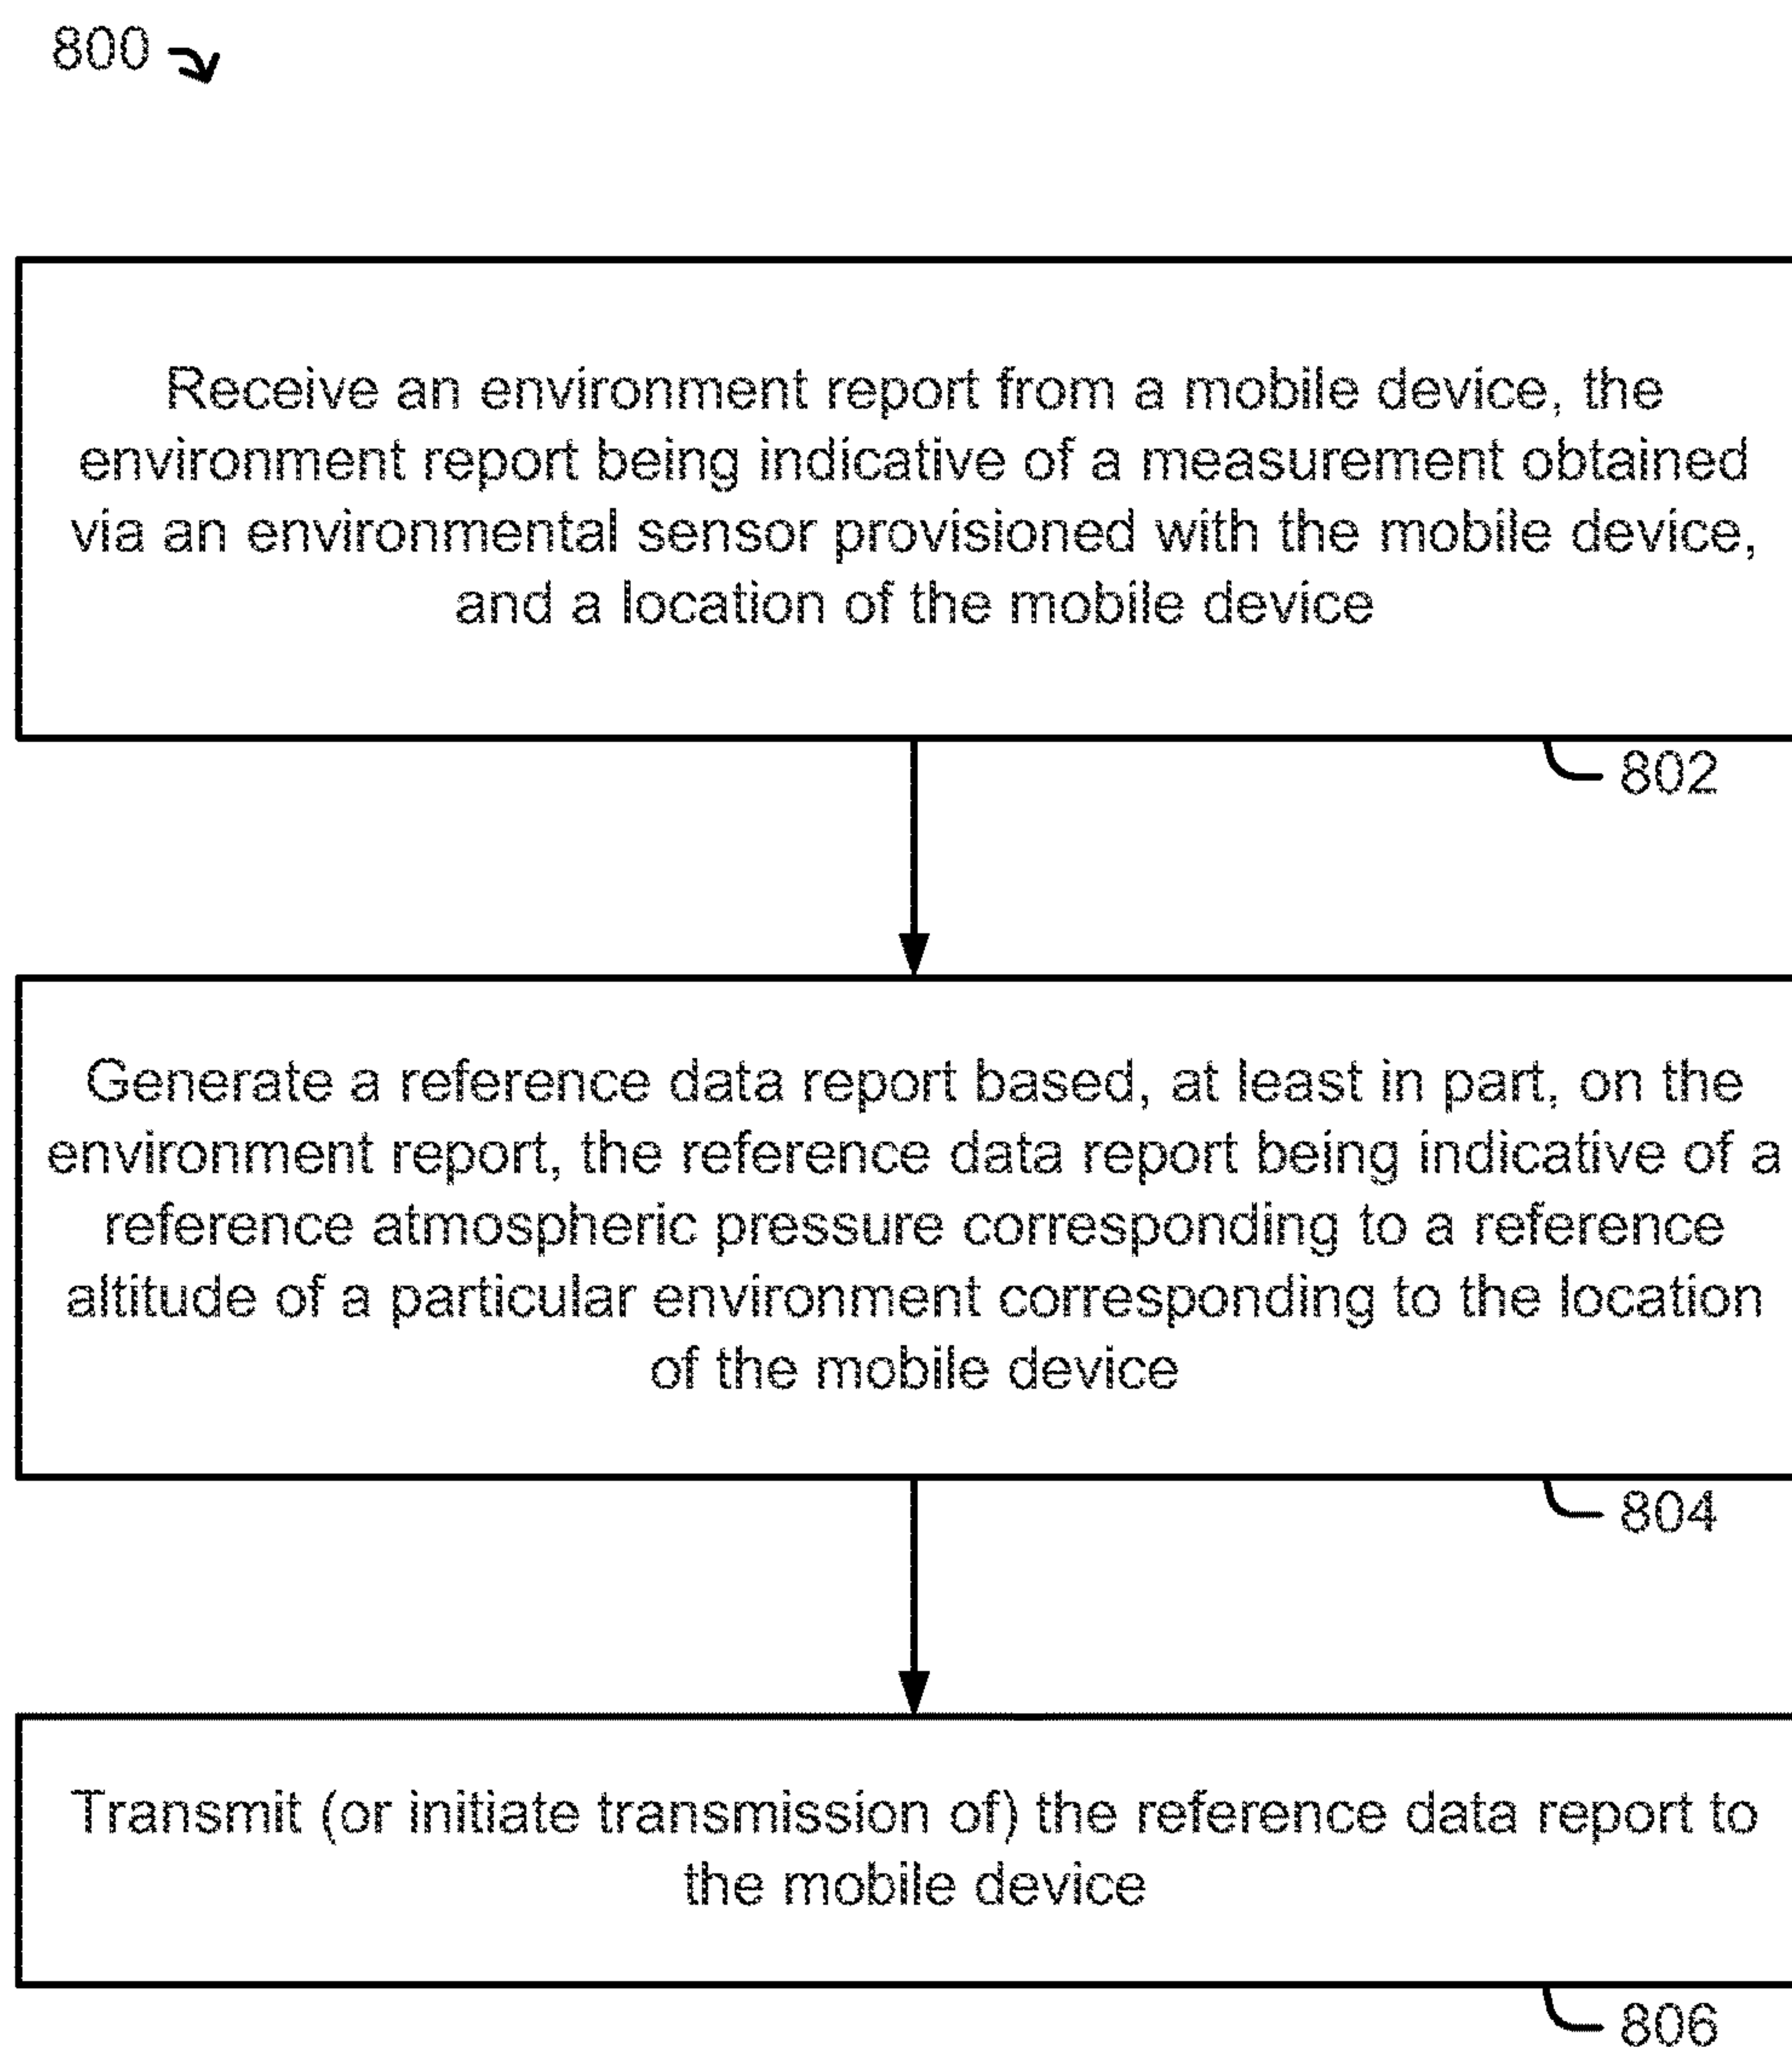 800
Receive an environment report from a mobile device, the
environment report being indicative of a measurement obtained
via an environmental sensor provisioned with the mobile device,
and a location of the mobile device
802
Generate a reference data report based, at least in part, on the
environment report, the reference data report being indicative of a
reference atmospheric pressure corresponding to a reference
altitude of a particular environment corresponding to the location
of the mobile device
804
Transmit (or initiate transmission of) the reference data report to
the mobile device
806